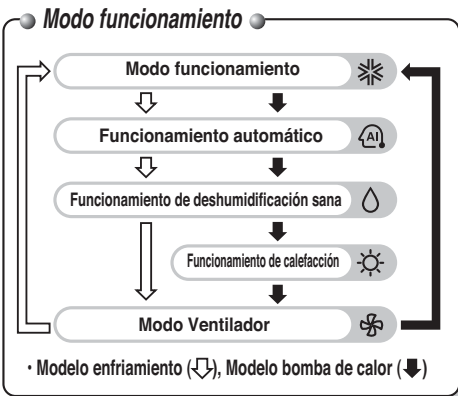 Modo funcionamiento
Modo funcionamiento
Funcionamiento automático
AI
Funcionamiento de deshumidificación sana
Funcionamiento de calefacción
Modo Ventilador
· Modelo enfriamiento (⇩), Modelo bomba de calor (🡇)